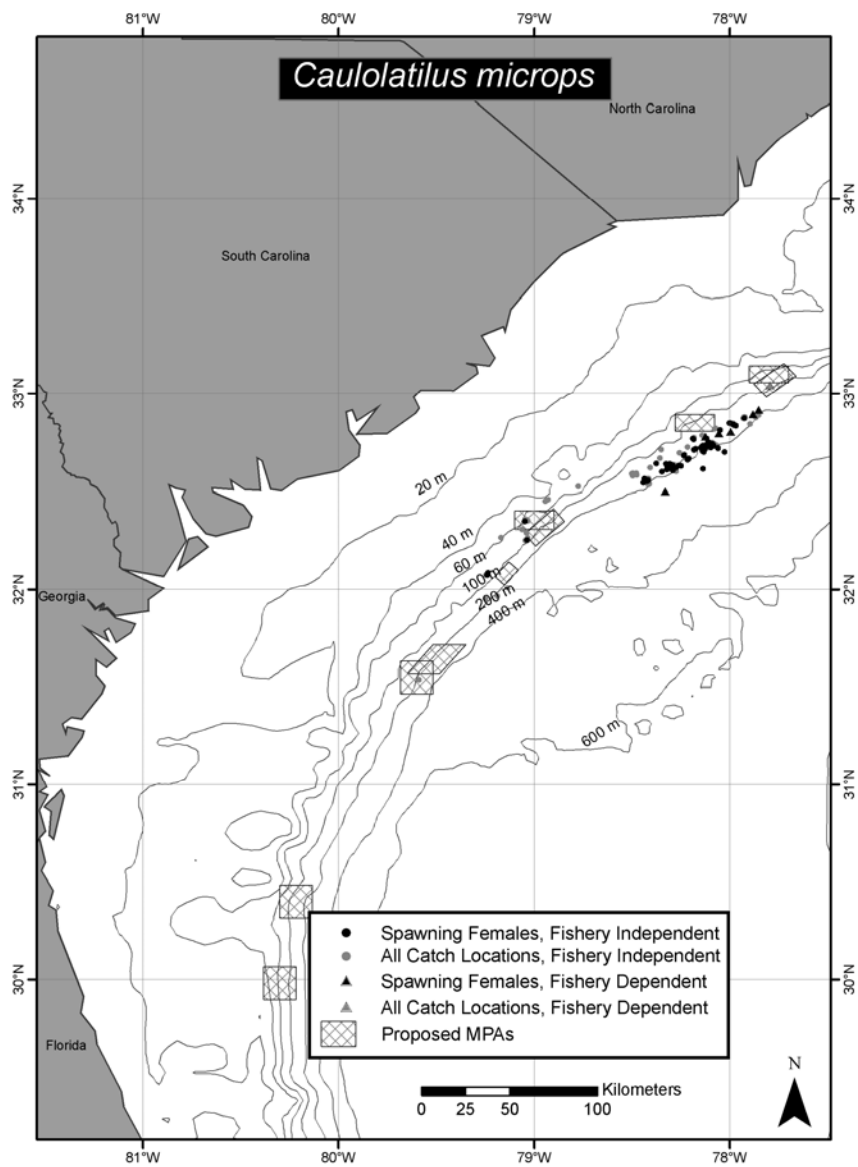 81°W 80°W 79°W 78°W
Caulolatilus microps
North Carolina
34°N 34°N
South Carolina
33°N 33°N
20 m
40 m
60 m
100 m
200 m
400 m
32°N 32°N
Georgia
600 m
31°N 31°N
Spawning Females, Fishery Independent
All Catch Locations, Fishery Independent
Spawning Females, Fishery Dependent
All Catch Locations, Fishery Dependent
Proposed MPAs
30°N 30°N
Florida
N
Kilometers
0 25 50 100
81°W 80°W 79°W 78°W